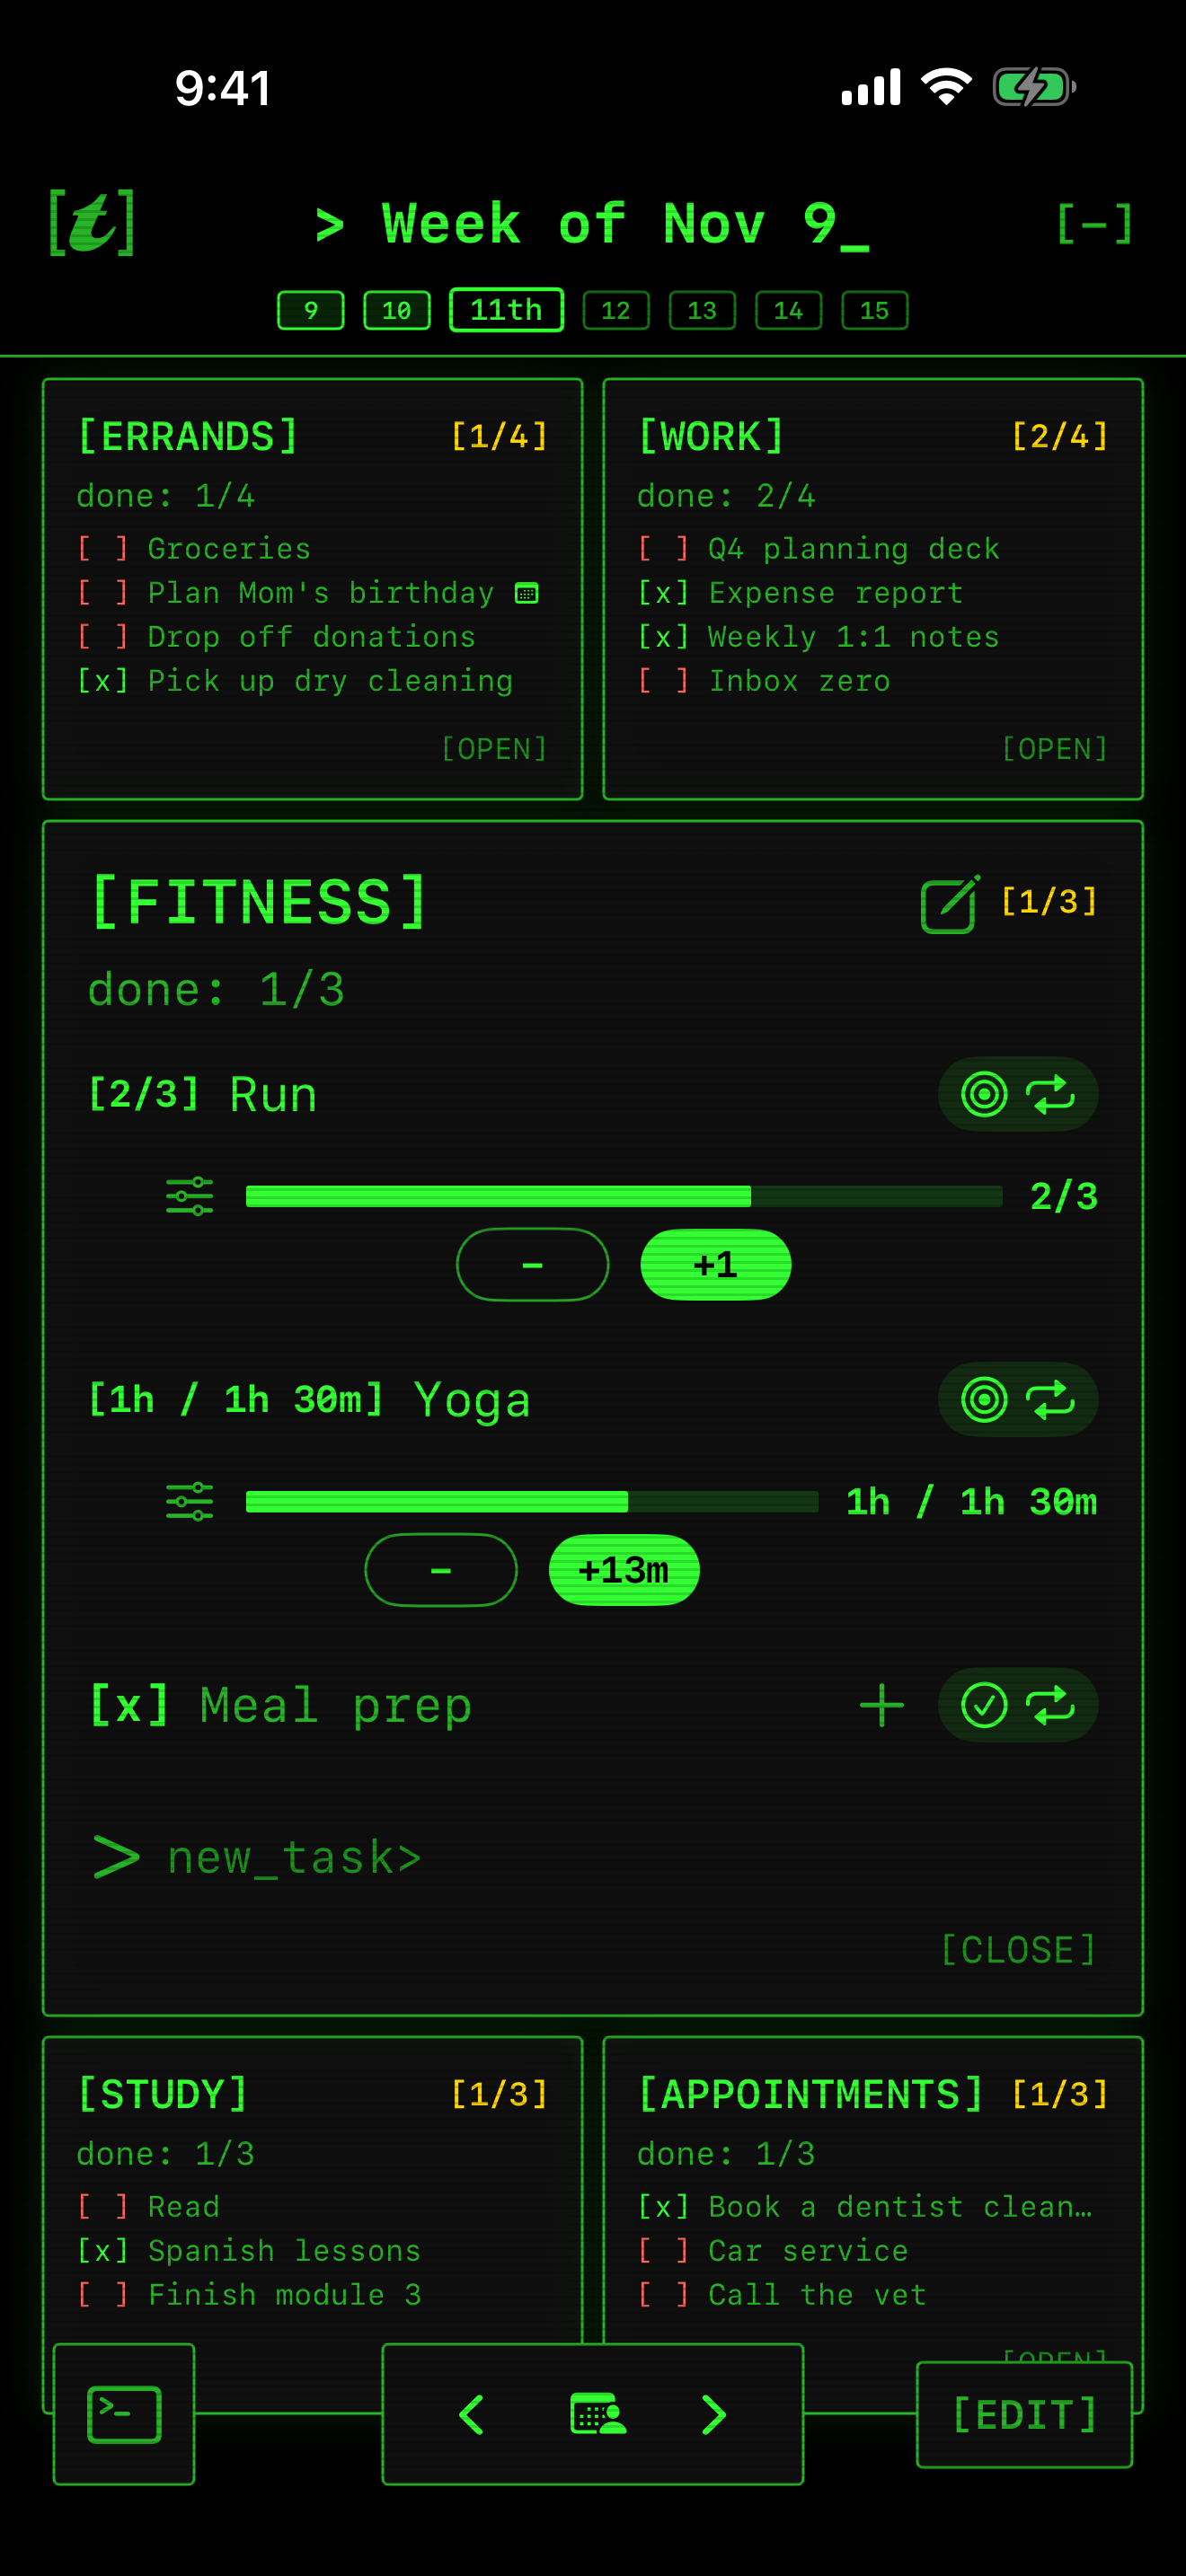 9:41
[t] > Week of Nov 9_ [-]
9 10 11th 12 13 14 15
[ERRANDS] [1/4]
done: 1/4
[ ] Groceries
[ ] Plan Mom's birthday
[ ] Drop off donations
[x] Pick up dry cleaning
[OPEN]
[WORK] [2/4]
done: 2/4
[ ] Q4 planning deck
[x] Expense report
[x] Weekly 1:1 notes
[ ] Inbox zero
[OPEN]
[FITNESS] [1/3]
done: 1/3
[2/3] Run
2/3
- +1
[1h / 1h 30m] Yoga
1h / 1h 30m
- +13m
[x] Meal prep
> new_task>
[CLOSE]
[STUDY] [1/3]
done: 1/3
[ ] Read
[x] Spanish lessons
[ ] Finish module 3
[APPOINTMENTS] [1/3]
done: 1/3
[x] Book a dentist clean…
[ ] Car service
[ ] Call the vet
[OPEN]
>_ < > [EDIT]